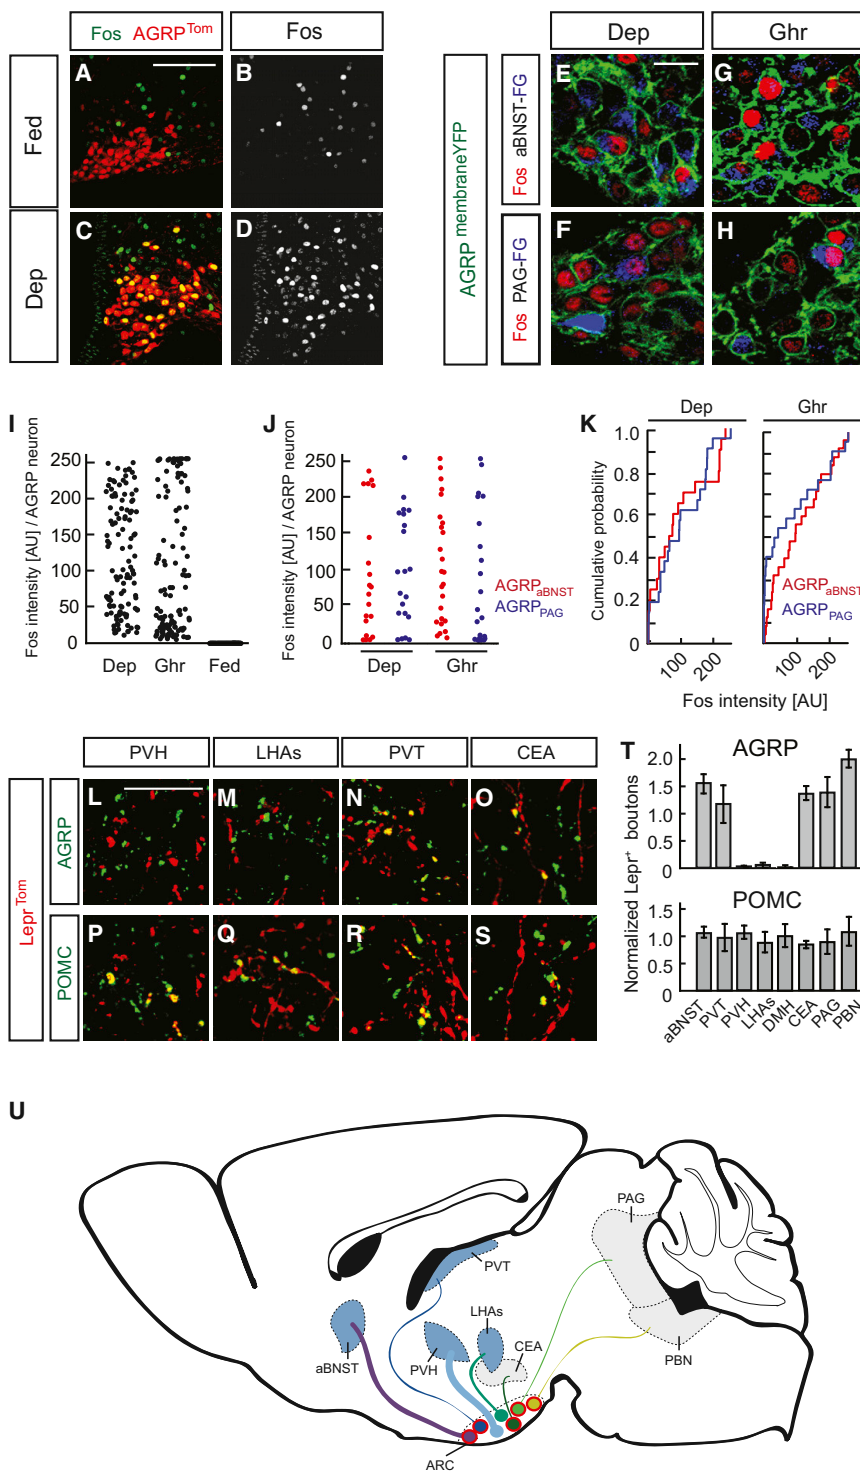 Fos AGRP^Tom
Fos
Dep
Ghr
Fed
Dep
A
B
C
D
AGRP^membraneYFP
Fos aBNST-FG
Fos PAG-FG
E
G
F
H
I
Fos intensity [AU] / AGRP neuron
250
200
150
100
50
0
Dep
Ghr
Fed
J
Fos intensity [AU] / AGRP neuron
250
200
150
100
50
0
Dep
Ghr
AGRP_aBNST
AGRP_PAG
K
Dep
Ghr
Cumulative probability
1.0
0.8
0.6
0.4
0.2
0
100
200
100
200
Fos intensity [AU]
AGRP_aBNST
AGRP_PAG
PVH
LHAs
PVT
CEA
Lepr^Tom
AGRP
POMC
L
M
N
O
P
Q
R
S
T
AGRP
Normalized Lepr⁺ boutons
2.0
1.5
1.0
0.5
0
POMC
1.5
1.0
0.5
0
aBNST
PVT
PVH
LHAs
DMH
CEA
PAG
PBN
U
PAG
PVT
LHAs
CEA
aBNST
PVH
PBN
ARC